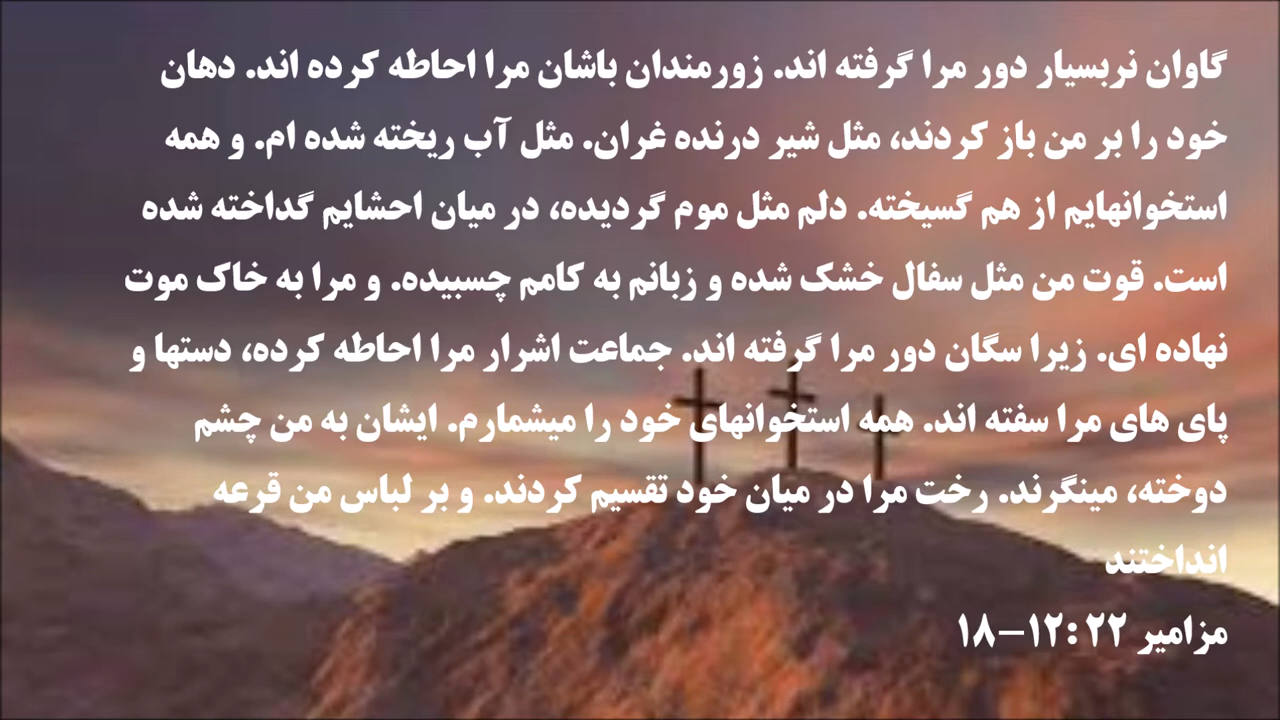 گاوان نربسیار دور مرا گرفته اند. زورمندان باشان مرا احاطه کرده اند. دهان
خود را بر من باز کردند، مثل شیر درنده غران. مثل آب ریخته شده ام. و همه
استخوانهایم از هم گسیخته. دلم مثل موم گردیده، در میان احشایم گداخته شده
است. قوت من مثل سفال خشک شده و زبانم به کامم چسبیده. و مرا به خاک موت
نهاده ای. زیرا سگان دور مرا گرفته اند. جماعت اشرار مرا احاطه کرده، دستها و
پای های مرا سفته اند. همه استخوانهای خود را میشمارم. ایشان به من چشم
دوخته، مینگرند. رخت مرا در میان خود تقسیم کردند. و بر لباس من قرعه
انداختند
مزامیر ۲۲ :۱۲-۱۸